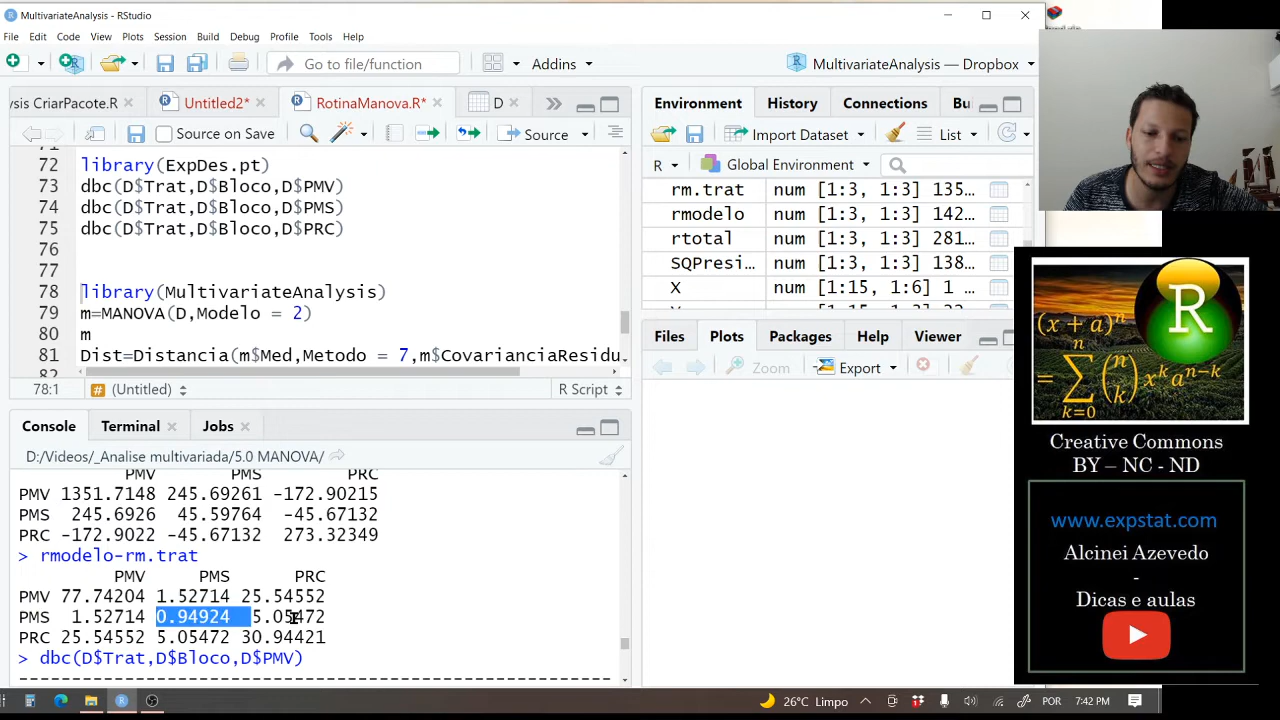 MultivariateAnalysis - RStudio
File Edit Code View Plots Session Build Debug Profile Tools Help
Go to file/function
Addins
MultivariateAnalysis — Dropbox
ysis CriarPacote.R
Untitled2*
RotinaManova.R*
D
Source on Save
Source
72 library(ExpDes.pt)
73 dbc(D$Trat,D$Bloco,D$PMV)
74 dbc(D$Trat,D$Bloco,D$PMS)
75 dbc(D$Trat,D$Bloco,D$PRC)
76
77
78 library(MultivariateAnalysis)
79 m=MANOVA(D,Modelo = 2)
80 m
81 Dist=Distancia(m$Med,Metodo = 7,m$CovarianciaResidu
78:1 # (Untitled) R Script
Environment History Connections Bu
Import Dataset List
R Global Environment
rm.trat num [1:3, 1:3] 135…
rmodelo num [1:3, 1:3] 142…
rtotal num [1:3, 1:3] 281…
SQPresi… num [1:3, 1:3] 138…
X num [1:15, 1:6] 1 …
Files Plots Packages Help Viewer
Zoom Export
Console Terminal Jobs
D:/Videos/_Analise multivariada/5.0 MANOVA/
PMV PMS PRC
PMV 1351.7148 245.69261 -172.90215
PMS 245.6926 45.59764 -45.67132
PRC -172.9022 -45.67132 273.32349
> rmodelo-rm.trat
PMV PMS PRC
PMV 77.74204 1.52714 25.54552
PMS 1.52714 0.94924 5.05472
PRC 25.54552 5.05472 30.94421
> dbc(D$Trat,D$Bloco,D$PMV)
------------------------------------------------------
R
(x + a)^n
= ∑ n k=0 (n k) x^k a^(n−k)
Creative Commons
BY – NC - ND
www.expstat.com
Alcinei Azevedo
-
Dicas e aulas
26°C Limpo
POR
7:42 PM